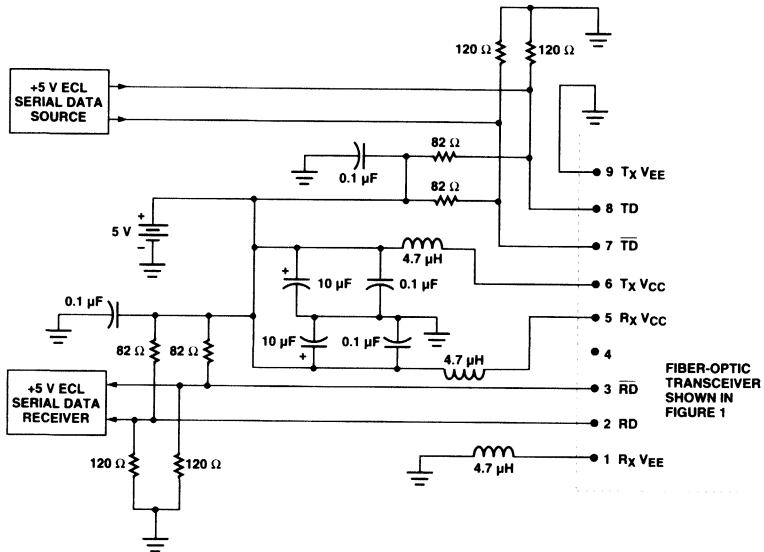 120 Ω 120 Ω
+5 V ECL
SERIAL DATA
SOURCE
82 Ω
0.1 µF
82 Ω
9 TX VEE
8 TD
+
5 V
–
7 T̅D̅
4.7 µH
6 TX VCC
+
10 µF 0.1 µF
0.1 µF
5 RX VCC
82 Ω 82 Ω
10 µF 0.1 µF
+
4.7 µH
4
+5 V ECL
SERIAL DATA
RECEIVER
3 R̅D̅
2 RD
FIBER-OPTIC
TRANSCEIVER
SHOWN IN
FIGURE 1
120 Ω 120 Ω
4.7 µH
1 RX VEE